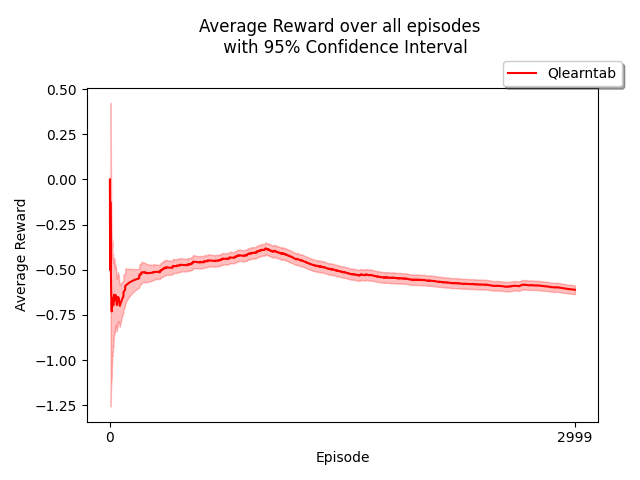 Average Reward over all episodes
with 95% Confidence Interval
Qlearntab
0.50
0.25
0.00
−0.25
−0.50
−0.75
−1.00
−1.25
Average Reward
0 2999
Episode